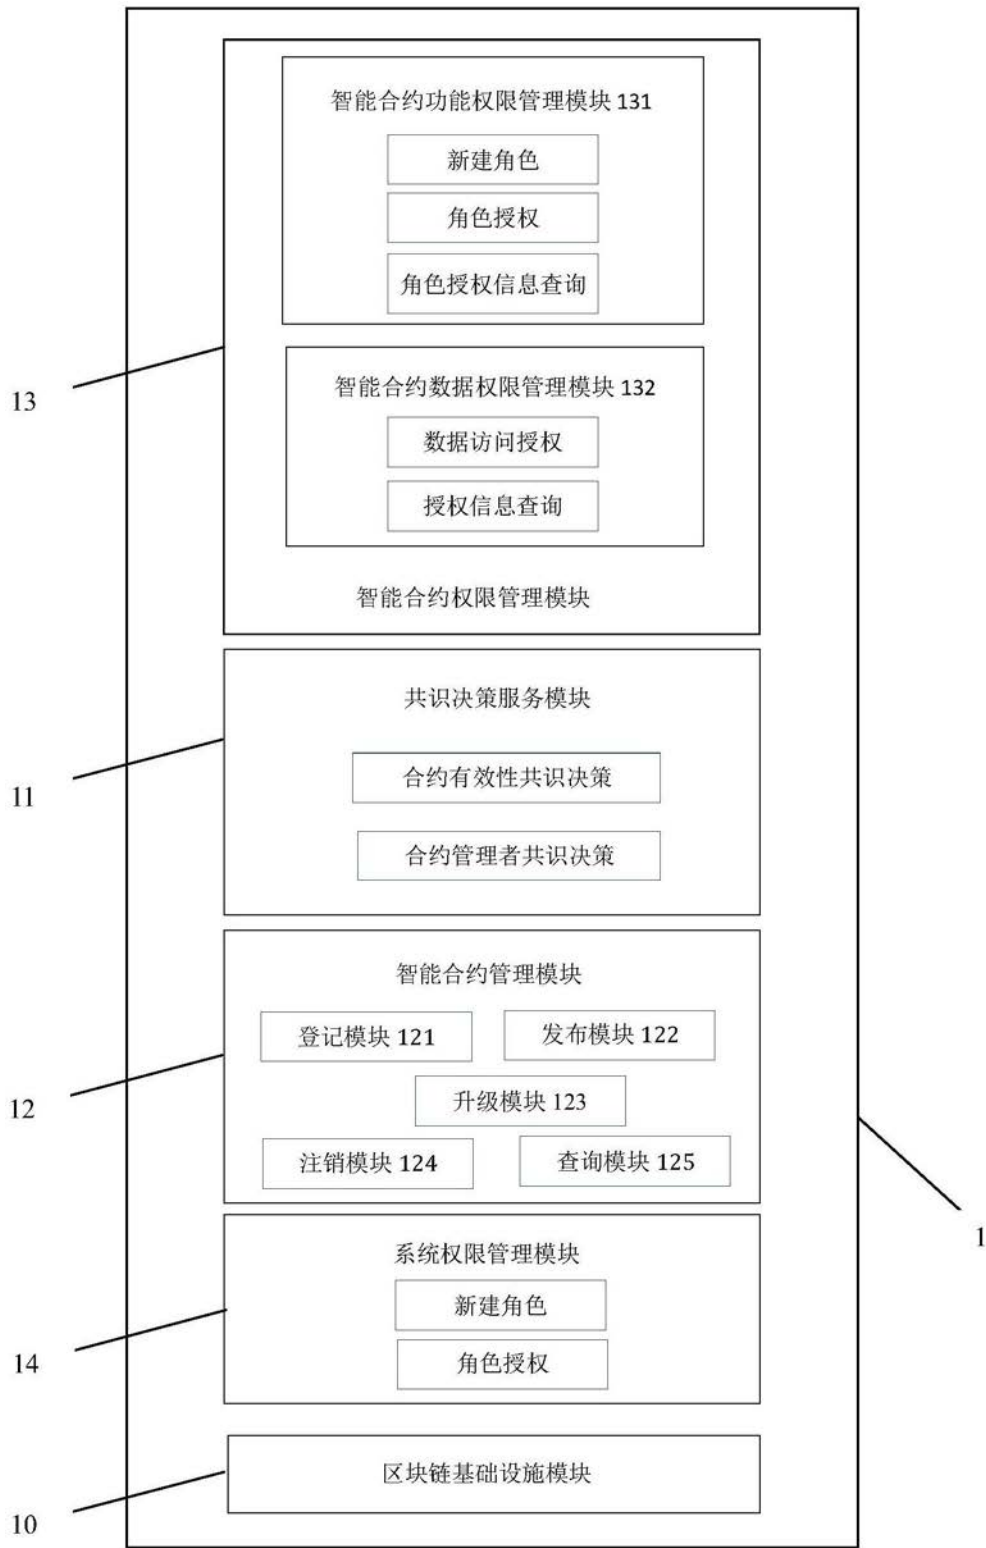 智能合约功能权限管理模块 131
新建角色
角色授权
角色授权信息查询
13
智能合约数据权限管理模块 132
数据访问授权
授权信息查询
智能合约权限管理模块
共识决策服务模块
合约有效性共识决策
11
合约管理者共识决策
智能合约管理模块
登记模块 121
发布模块 122
升级模块 123
12
注销模块 124
查询模块 125
1
系统权限管理模块
新建角色
角色授权
14
区块链基础设施模块
10